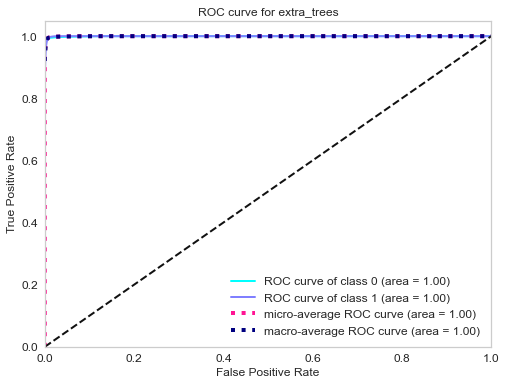 ROC curve for extra_trees
True Positive Rate
1.0
0.8
0.6
0.4
0.2
0.0
ROC curve of class 0 (area = 1.00)
ROC curve of class 1 (area = 1.00)
micro-average ROC curve (area = 1.00)
macro-average ROC curve (area = 1.00)
0.0 0.2 0.4 0.6 0.8 1.0
False Positive Rate